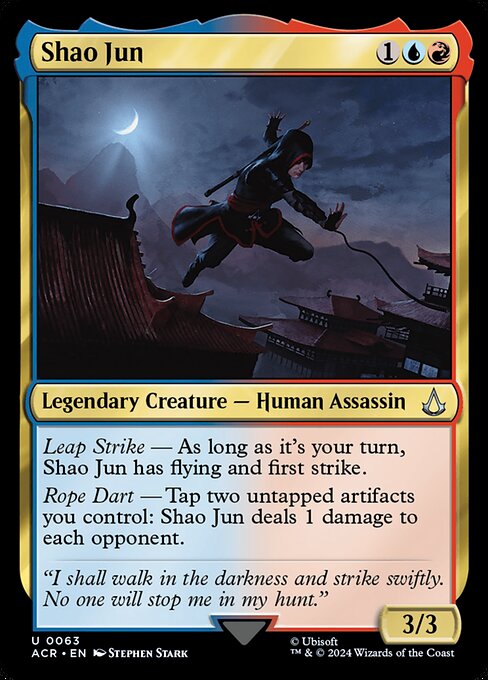 Shao Jun 1
Legendary Creature — Human Assassin
Leap Strike — As long as it's your turn,
Shao Jun has flying and first strike.
Rope Dart — Tap two untapped artifacts
you control: Shao Jun deals 1 damage to
each opponent.
"I shall walk in the darkness and strike swiftly.
No one will stop me in my hunt."
3/3
U 0063
ACR • EN Stephen Stark
© Ubisoft
™ & © 2024 Wizards of the Coast